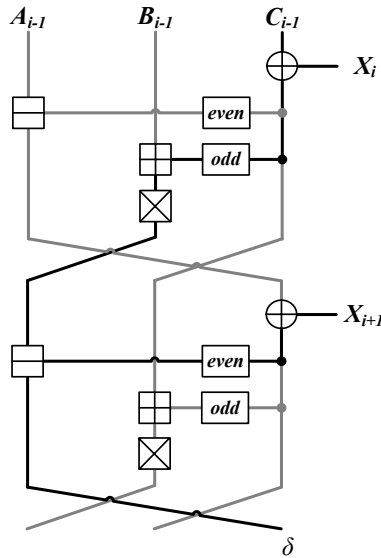 A_{i-1} B_{i-1} C_{i-1}
X_i
even
odd
X_{i+1}
even
odd
δ